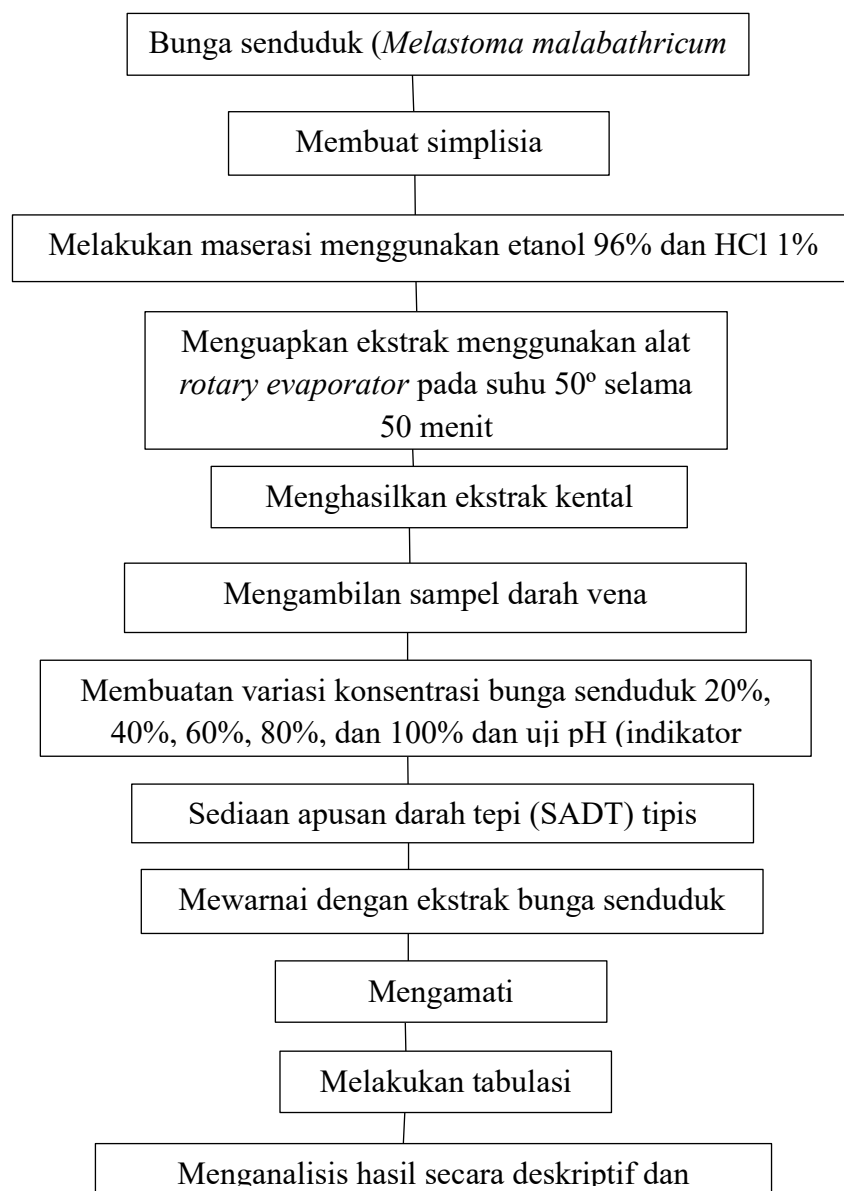 Bunga senduduk (Melastoma malabathricum
Membuat simplisia
Melakukan maserasi menggunakan etanol 96% dan HCl 1%
Menguapkan ekstrak menggunakan alat
rotary evaporator pada suhu 50º selama
50 menit
Menghasilkan ekstrak kental
Mengambilan sampel darah vena
Membuatan variasi konsentrasi bunga senduduk 20%,
40%, 60%, 80%, dan 100% dan uji pH (indikator
Sediaan apusan darah tepi (SADT) tipis
Mewarnai dengan ekstrak bunga senduduk
Mengamati
Melakukan tabulasi
Menganalisis hasil secara deskriptif dan